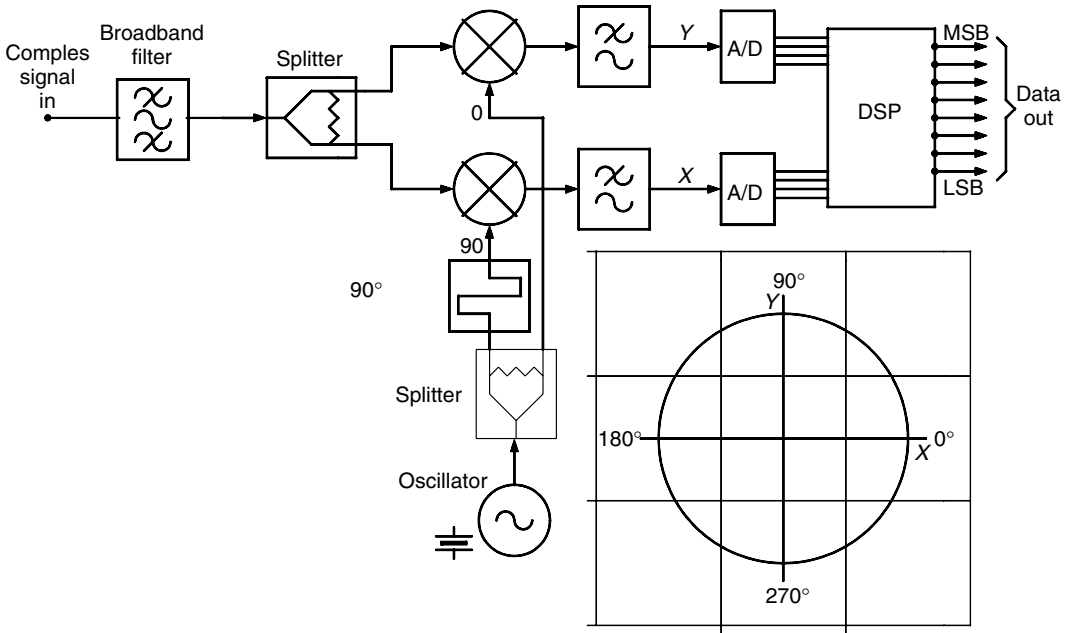 Comples
signal
in
Broadband
filter
Splitter
0
Y
A/D
DSP
MSB
Data
out
LSB
X
A/D
90
90°
Splitter
Oscillator
90°
Y
180°
X 0°
270°